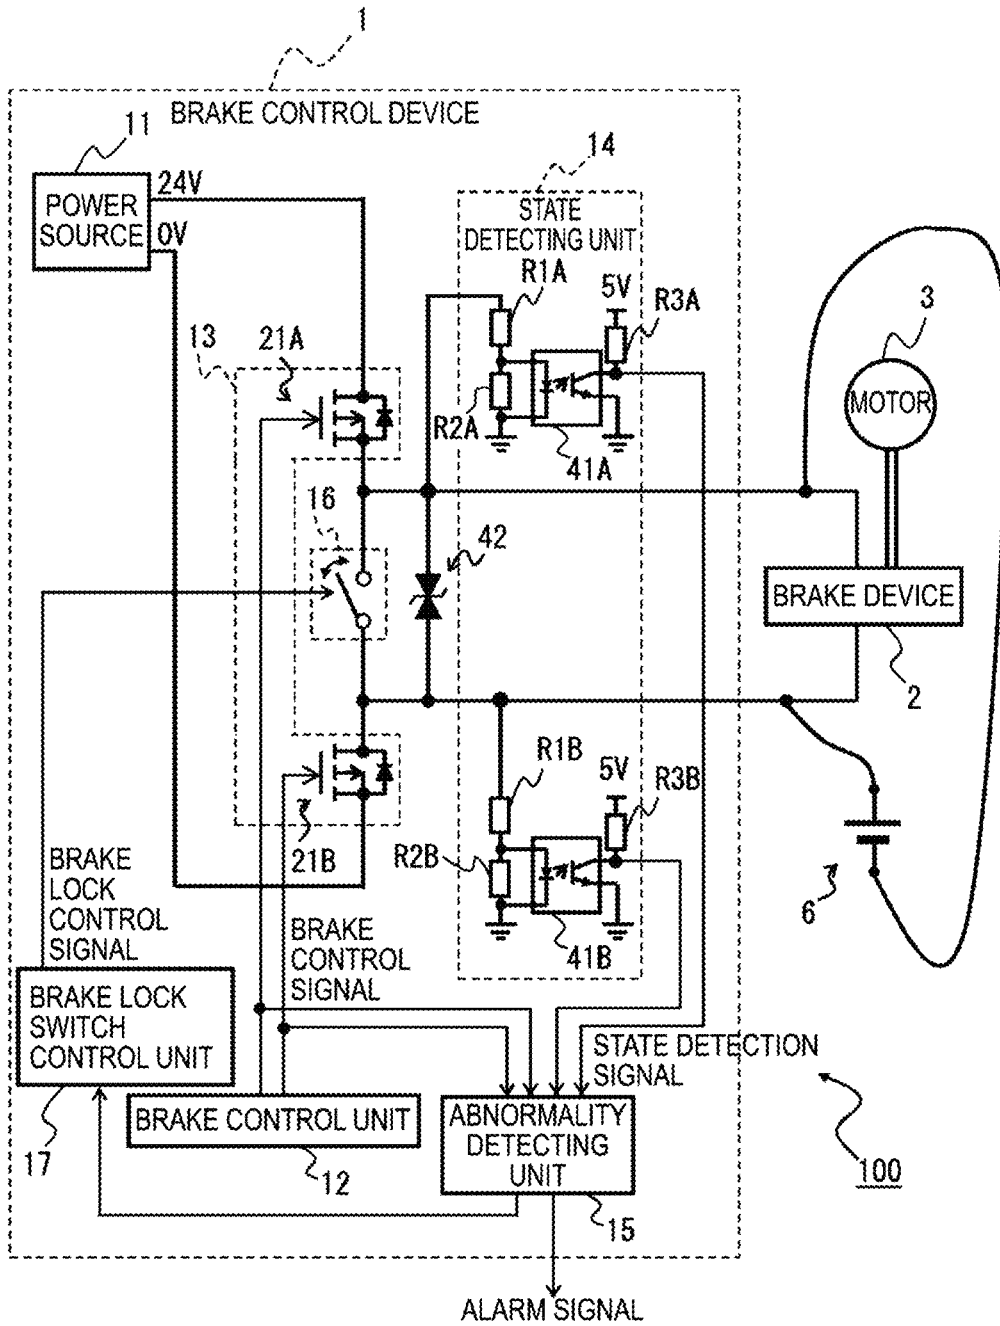 1
BRAKE CONTROL DEVICE
11
24V
POWER
SOURCE
0V
14
STATE
DETECTING UNIT
R1A
5V
R3A
3
MOTOR
13
21A
R2A
41A
16
42
BRAKE DEVICE
2
R1B
5V
R3B
21B
R2B
6
BRAKE
LOCK
CONTROL
SIGNAL
BRAKE
CONTROL
SIGNAL
41B
BRAKE LOCK
SWITCH
CONTROL UNIT
STATE DETECTION
SIGNAL
17
BRAKE CONTROL UNIT
12
ABNORMALITY
DETECTING
UNIT
15
100
ALARM SIGNAL